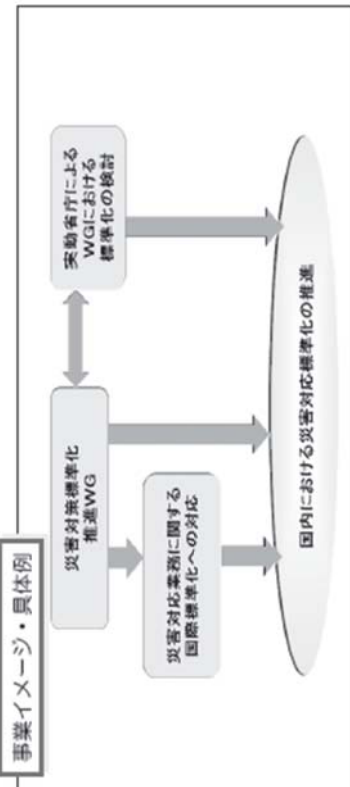 事業イメージ・具体例
災害対策標準化
推進WG
実動省庁による
WGにおける
標準化の検討
災害対応業務に関する
国際標準化への対応
国内における災害対応標準化の推進